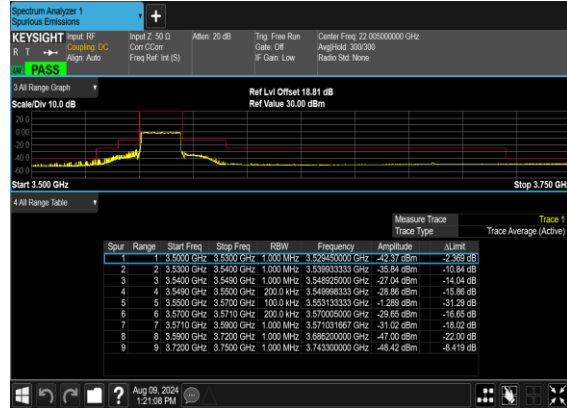 Spectrum Analyzer 1
Spurious Emissions
KEYSIGHT Input: RF Input Z: 50 Ω Atten: 20 dB Trig: Free Run Center Freq: 22.005000000 GHz
R T Coupling: DC Corr CCorr Gate: Off Avg|Hold: 300/300
Align: Auto Freq Ref: Int (S) IF Gain: Low Radio Std: None
PASS
3 All Range Graph
Ref Lvl Offset 18.81 dB
Scale/Div 10.0 dB Ref Value 30.00 dBm
20.0
0.00
-20.0
-40.0
-60.0
Start 3.500 GHz Stop 3.750 GHz
4 All Range Table
Measure Trace Trace 1
Trace Type Trace Average (Active)
Spur Range Start Freq Stop Freq RBW Frequency Amplitude ΔLimit
1 1 3.5000 GHz 3.5300 GHz 1.000 MHz 3.529450000 GHz -42.37 dBm -2.369 dB
2 2 3.5300 GHz 3.5400 GHz 1.000 MHz 3.539933333 GHz -35.84 dBm -10.84 dB
3 3 3.5400 GHz 3.5490 GHz 1.000 MHz 3.548925000 GHz -27.04 dBm -14.04 dB
4 4 3.5490 GHz 3.5500 GHz 200.0 kHz 3.549998333 GHz -28.86 dBm -15.86 dB
5 5 3.5500 GHz 3.5700 GHz 100.0 kHz 3.553133333 GHz -1.289 dBm -31.29 dB
6 6 3.5700 GHz 3.5710 GHz 200.0 kHz 3.570005000 GHz -29.65 dBm -16.65 dB
7 7 3.5710 GHz 3.5900 GHz 1.000 MHz 3.571031667 GHz -31.02 dBm -18.02 dB
8 8 3.5900 GHz 3.7200 GHz 1.000 MHz 3.686200000 GHz -47.00 dBm -22.00 dB
9 9 3.7200 GHz 3.7500 GHz 1.000 MHz 3.743300000 GHz -48.42 dBm -8.419 dB
? Aug 09, 2024
1:21:08 PM